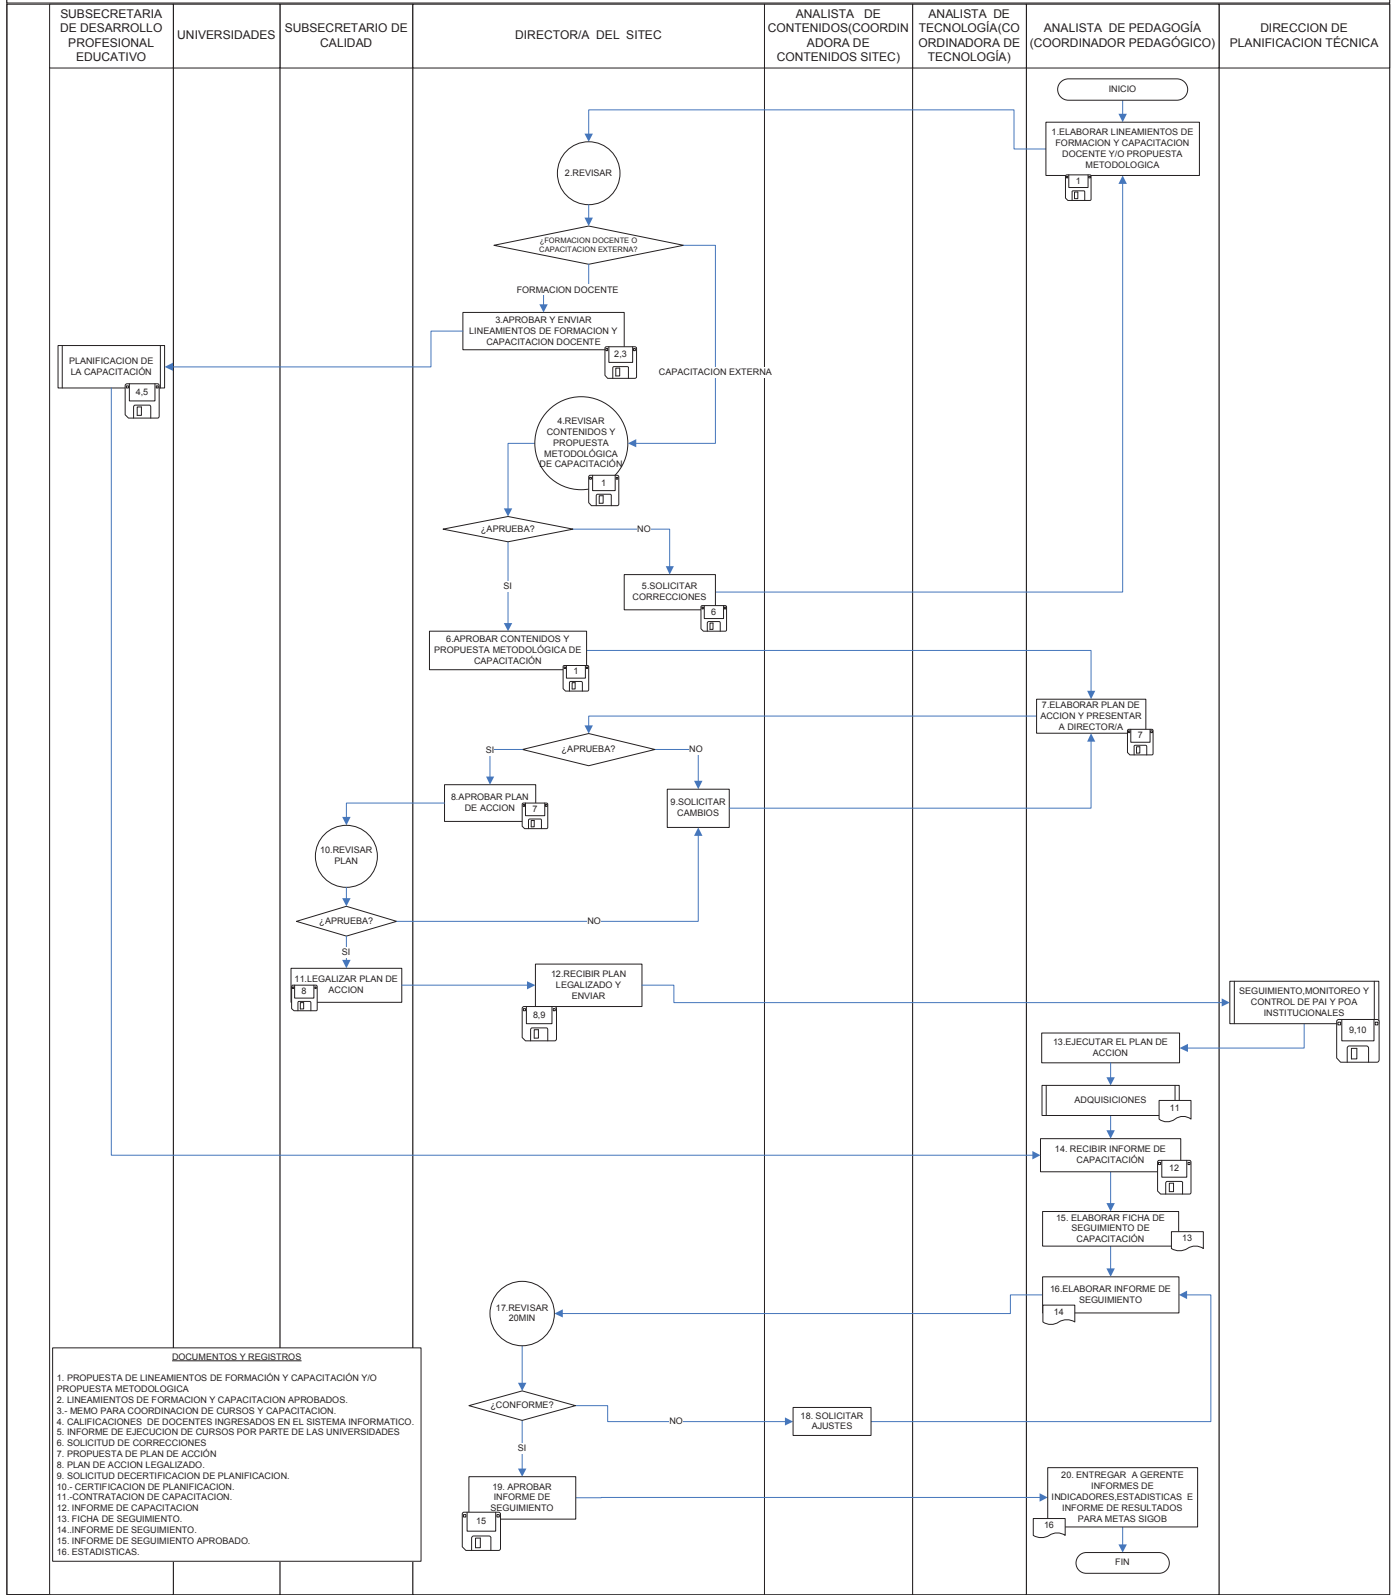 SUBSECRETARIA
DE DESARROLLO
PROFESIONAL
EDUCATIVO
UNIVERSIDADES
SUBSECRETARIO DE
CALIDAD
DIRECTOR/A DEL SITEC
ANALISTA DE
CONTENIDOS(COORDIN
ADORA DE
CONTENIDOS SITEC)
ANALISTA DE
TECNOLOGÍA(CO
ORDINADORA DE
TECNOLOGÍA)
ANALISTA DE PEDAGOGÍA
(COORDINADOR PEDAGÓGICO)
DIRECCION DE
PLANIFICACION TÉCNICA
INICIO
1.ELABORAR LINEAMIENTOS DE
FORMACION Y CAPACITACION
DOCENTE Y/O PROPUESTA
METODOLOGICA
1
2.REVISAR
¿FORMACION DOCENTE O
CAPACITACION EXTERNA?
FORMACION DOCENTE
3.APROBAR Y ENVIAR
LINEAMIENTOS DE FORMACION Y
CAPACITACION DOCENTE
2,3
PLANIFICACION DE
LA CAPACITACIÓN
4,5
CAPACITACION EXTERNA
4.REVISAR
CONTENIDOS Y
PROPUESTA
METODOLÓGICA
DE CAPACITACIÓN
1
¿APRUEBA?
NO
SI
5.SOLICITAR
CORRECCIONES
6
6.APROBAR CONTENIDOS Y
PROPUESTA METODOLÓGICA DE
CAPACITACIÓN
1
7.ELABORAR PLAN DE
ACCION Y PRESENTAR
A DIRECTOR/A
7
SI
¿APRUEBA?
NO
8.APROBAR PLAN
DE ACCION
7
9.SOLICITAR
CAMBIOS
10.REVISAR
PLAN
¿APRUEBA?
NO
SI
11.LEGALIZAR PLAN DE
ACCION
8
12.RECIBIR PLAN
LEGALIZADO Y
ENVIAR
8,9
SEGUIMIENTO,MONITOREO Y
CONTROL DE PAI Y POA
INSTITUCIONALES
9,10
13.EJECUTAR EL PLAN DE
ACCION
ADQUISICIONES
11
14. RECIBIR INFORME DE
CAPACITACIÓN
12
15. ELABORAR FICHA DE
SEGUIMIENTO DE
CAPACITACIÓN
13
16.ELABORAR INFORME DE
SEGUIMIENTO
14
17.REVISAR
20MIN
¿CONFORME?
NO
SI
18. SOLICITAR
AJUSTES
19. APROBAR
INFORME DE
SEGUIMIENTO
15
20. ENTREGAR A GERENTE
INFORMES DE
INDICADORES,ESTADISTICAS E
INFORME DE RESULTADOS
PARA METAS SIGOB
16
FIN
DOCUMENTOS Y REGISTROS
1. PROPUESTA DE LINEAMIENTOS DE FORMACIÓN Y CAPACITACIÓN Y/O
PROPUESTA METODOLOGICA
2. LINEAMIENTOS DE FORMACION Y CAPACITACION APROBADOS.
3.- MEMO PARA COORDINACION DE CURSOS Y CAPACITACION.
4. CALIFICACIONES DE DOCENTES INGRESADOS EN EL SISTEMA INFORMATICO.
5. INFORME DE EJECUCION DE CURSOS POR PARTE DE LAS UNIVERSIDADES
6. SOLICITUD DE CORRECCIONES
7. PROPUESTA DE PLAN DE ACCIÓN
8. PLAN DE ACCION LEGALIZADO.
9. SOLICITUD DECERTIFICACION DE PLANIFICACION.
10.- CERTIFICACION DE PLANIFICACION.
11.-CONTRATACION DE CAPACITACION.
12. INFORME DE CAPACITACION
13. FICHA DE SEGUIMIENTO.
14..INFORME DE SEGUIMIENTO.
15. INFORME DE SEGUIMIENTO APROBADO.
16. ESTADISTICAS.